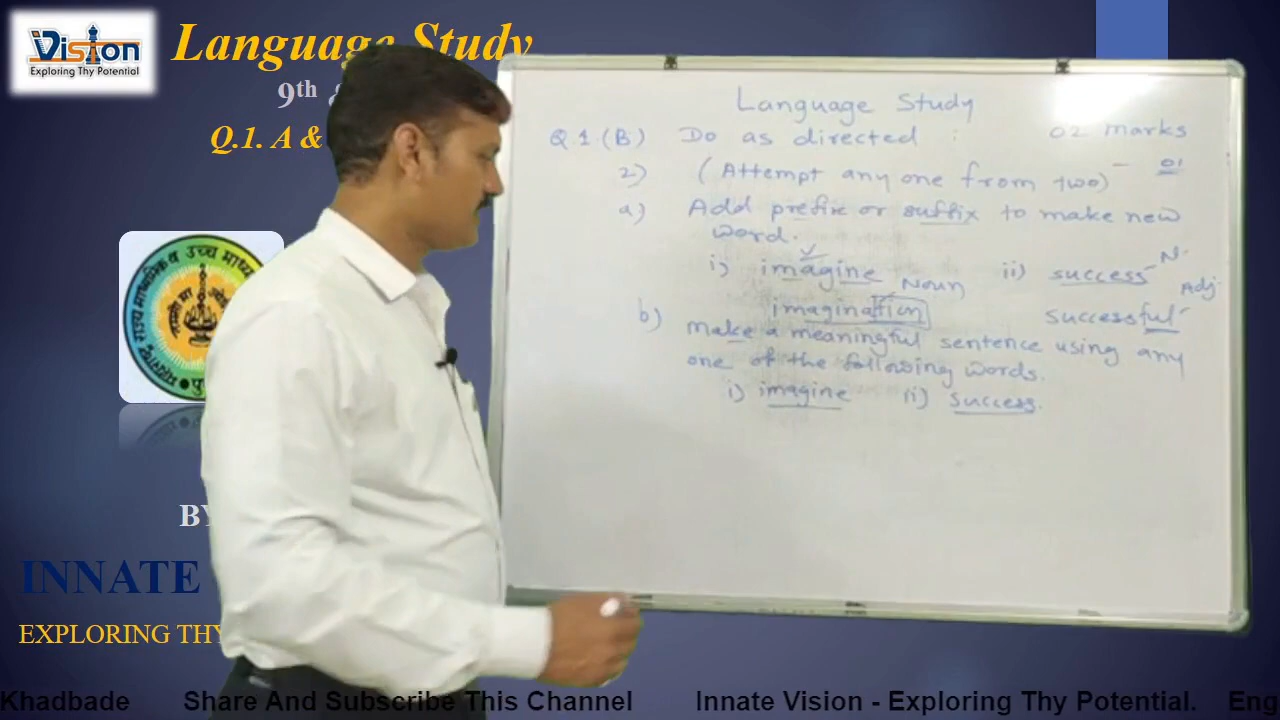 Vision
Exploring Thy Potential
Language Study
9th &
Q.1. A &
BY
INNATE
EXPLORING THY
Language Study
Q.1.(B) Do as directed : 02 marks
2) (Attempt any one from two) - 01
a) Add prefix or suffix to make new
word.
i) imagine ii) success N.
Noun Adj
imagination successful
b) Make a meaningful sentence using any
one of the following words.
i) imagine ii) success.
Khadbade Share And Subscribe This Channel Innate Vision - Exploring Thy Potential. Eng